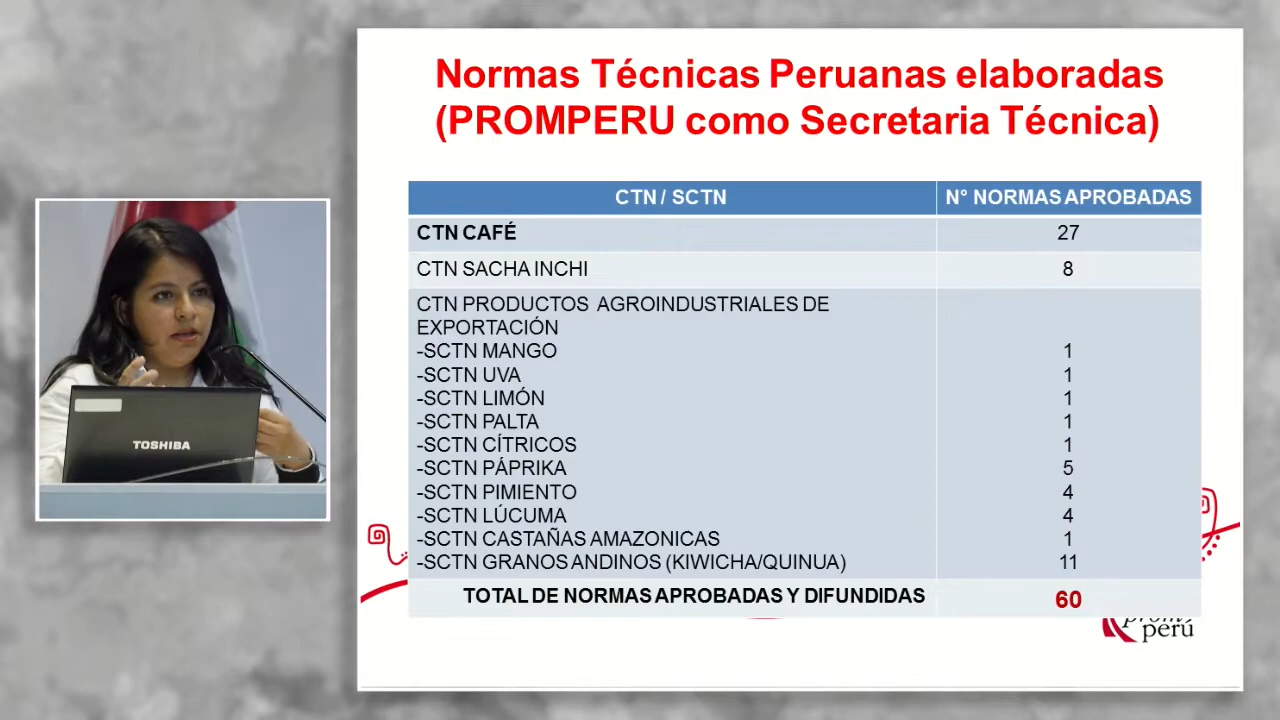 Normas Técnicas Peruanas elaboradas
(PROMPERU como Secretaria Técnica)
CTN / SCTN N° NORMAS APROBADAS
CTN CAFÉ 27
CTN SACHA INCHI 8
CTN PRODUCTOS AGROINDUSTRIALES DE
EXPORTACIÓN
-SCTN MANGO 1
-SCTN UVA 1
-SCTN LIMÓN 1
-SCTN PALTA 1
-SCTN CÍTRICOS 1
-SCTN PÁPRIKA 5
-SCTN PIMIENTO 4
-SCTN LÚCUMA 4
-SCTN CASTAÑAS AMAZONICAS 1
-SCTN GRANOS ANDINOS (KIWICHA/QUINUA) 11
TOTAL DE NORMAS APROBADAS Y DIFUNDIDAS 60
perú
TOSHIBA